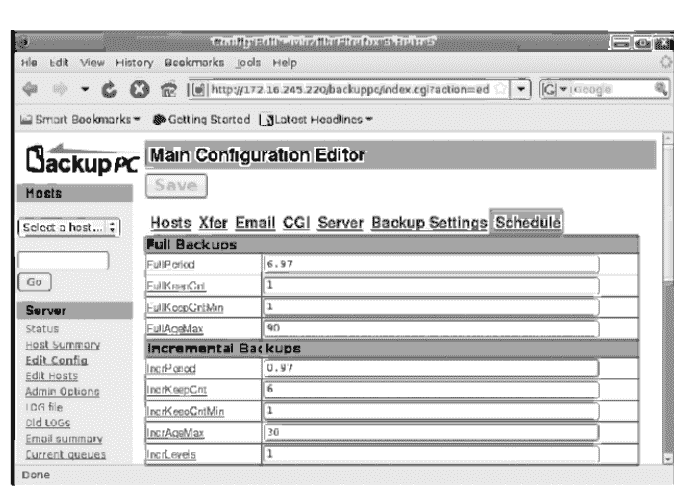 File Edit View History Bookmarks Tools Help
http://172.16.245.220/backuppc/index.cgi?action=ed Google
Smart Bookmarks Getting Started Latest Headlines
BackupPC
Main Configuration Editor
Save
Hosts
Select a host...
Go
Hosts Xfer Email CGI Server Backup Settings Schedule
Full Backups
FullPeriod 6.97
FullKeepCnt 1
FullKeepCntMin 1
FullAgeMax 90
Incremental Backups
IncrPeriod 0.97
IncrKeepCnt 6
IncrKeepCntMin 1
IncrAgeMax 30
IncrLevels 1
Server
Status
Host Summary
Edit Config
Edit Hosts
Admin Options
LOG file
Old LOGs
Email summary
Current queues
Done